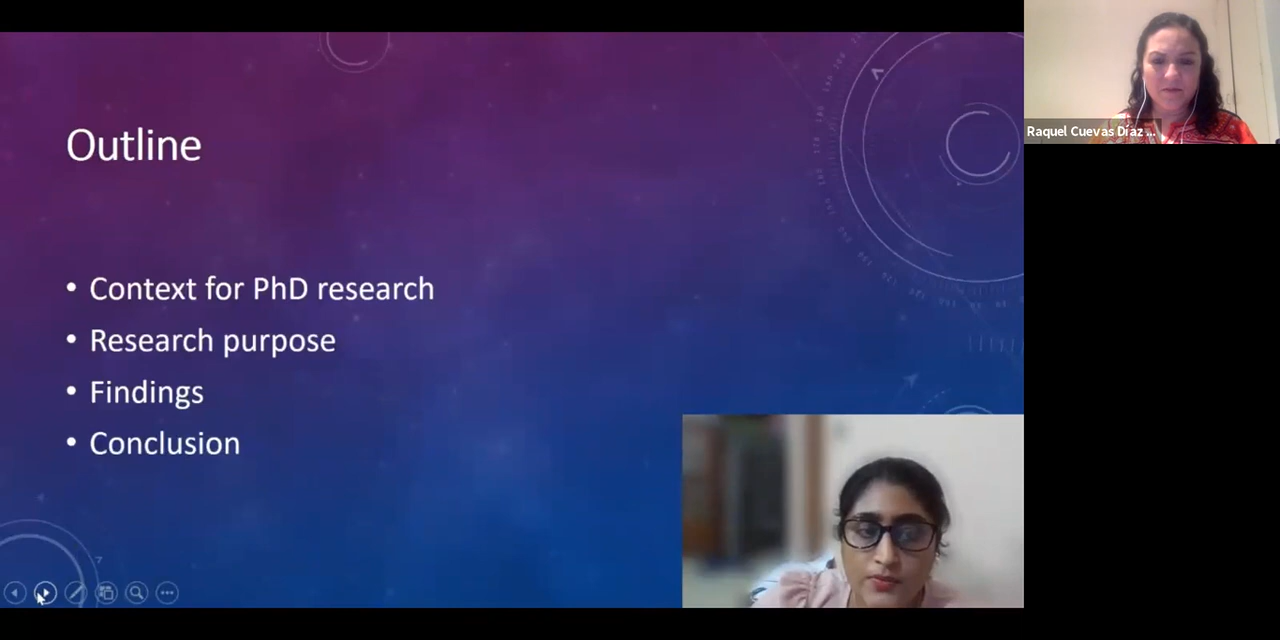 Outline
• Context for PhD research
• Research purpose
• Findings
• Conclusion
Raquel Cuevas Díaz ...